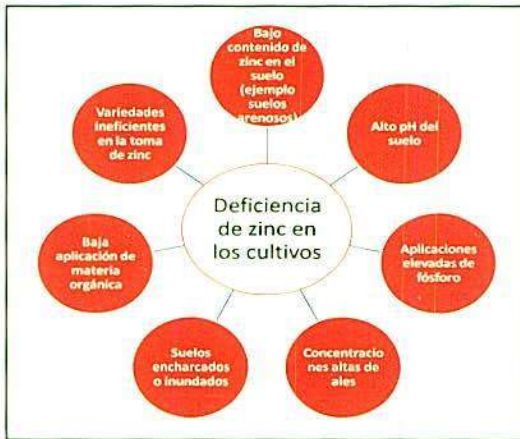 Bajo
contenido de
zinc en el
suelo
(ejemplo
suelos
arenosos)
Alto pH del
suelo
Aplicaciones
elevadas de
fósforo
Concentracio
nes altas de
ales
Suelos
encharcados
o inundados
Baja
aplicación de
materia
orgánica
Variedades
ineficientes
en la toma
de zinc
Deficiencia
de zinc en
los cultivos